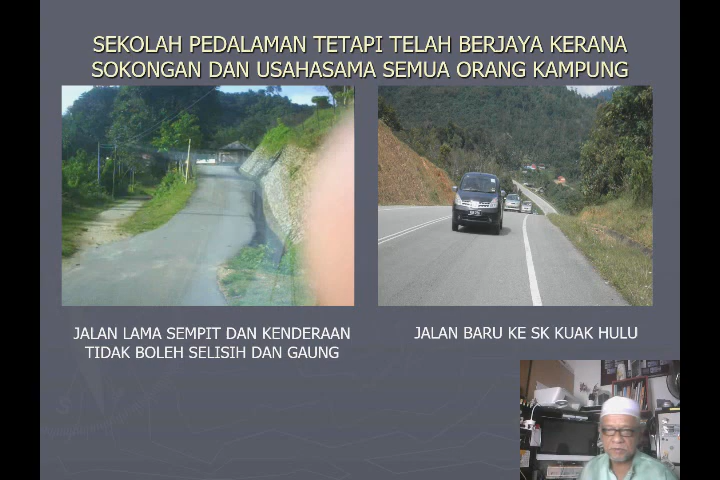 SEKOLAH PEDALAMAN TETAPI TELAH BERJAYA KERANA
SOKONGAN DAN USAHASAMA SEMUA ORANG KAMPUNG
JALAN LAMA SEMPIT DAN KENDERAAN
TIDAK BOLEH SELISIH DAN GAUNG
JALAN BARU KE SK KUAK HULU